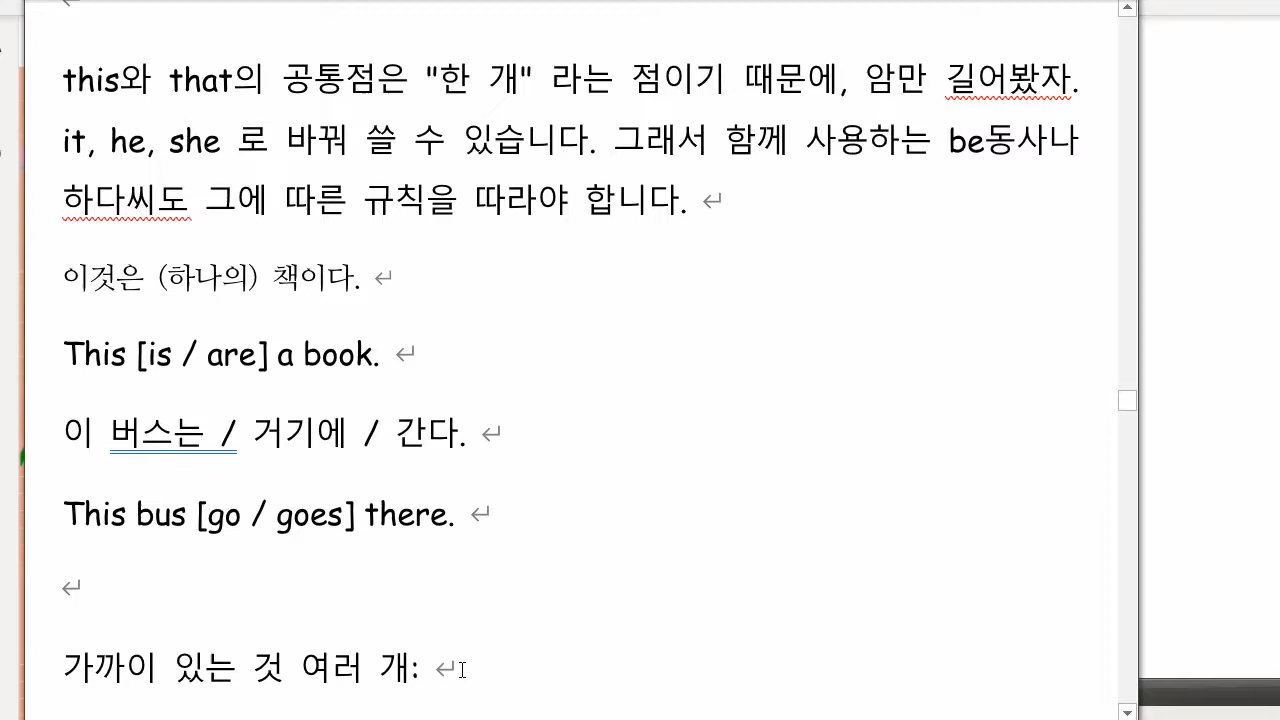 this와 that의 공통점은 "한 개" 라는 점이기 때문에, 암만 길어봤자.
it, he, she 로 바꿔 쓸 수 있습니다. 그래서 함께 사용하는 be동사나
하다씨도 그에 따른 규칙을 따라야 합니다.
이것은 (하나의) 책이다.
This [is / are] a book.
이 버스는 / 거기에 / 간다.
This bus [go / goes] there.
가까이 있는 것 여러 개: